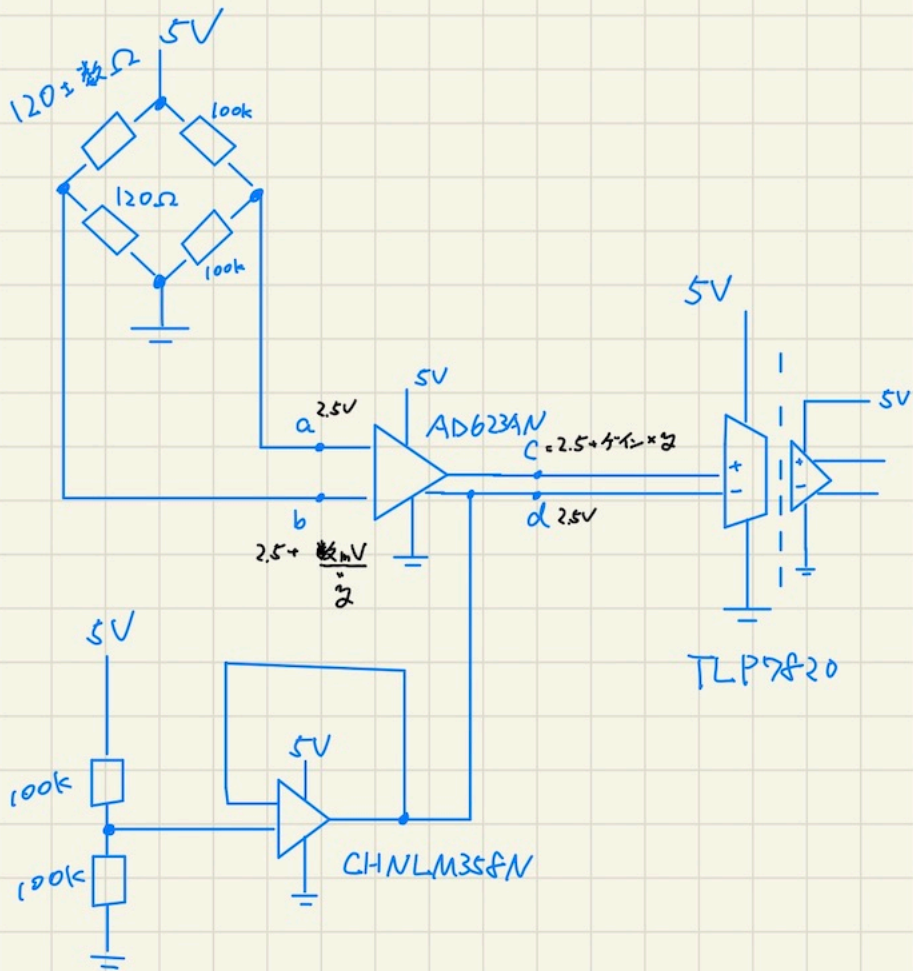 5V
120±数Ω
100k
120Ω
100k
5V
5V
5V
a 2.5V
AD623AN
c=2.5+ゲイン×y
+
-
+
-
b
d 2.5V
2.5+ 数mV
y
TLP7820
5V
100k
5V
100k
CHNLM358N